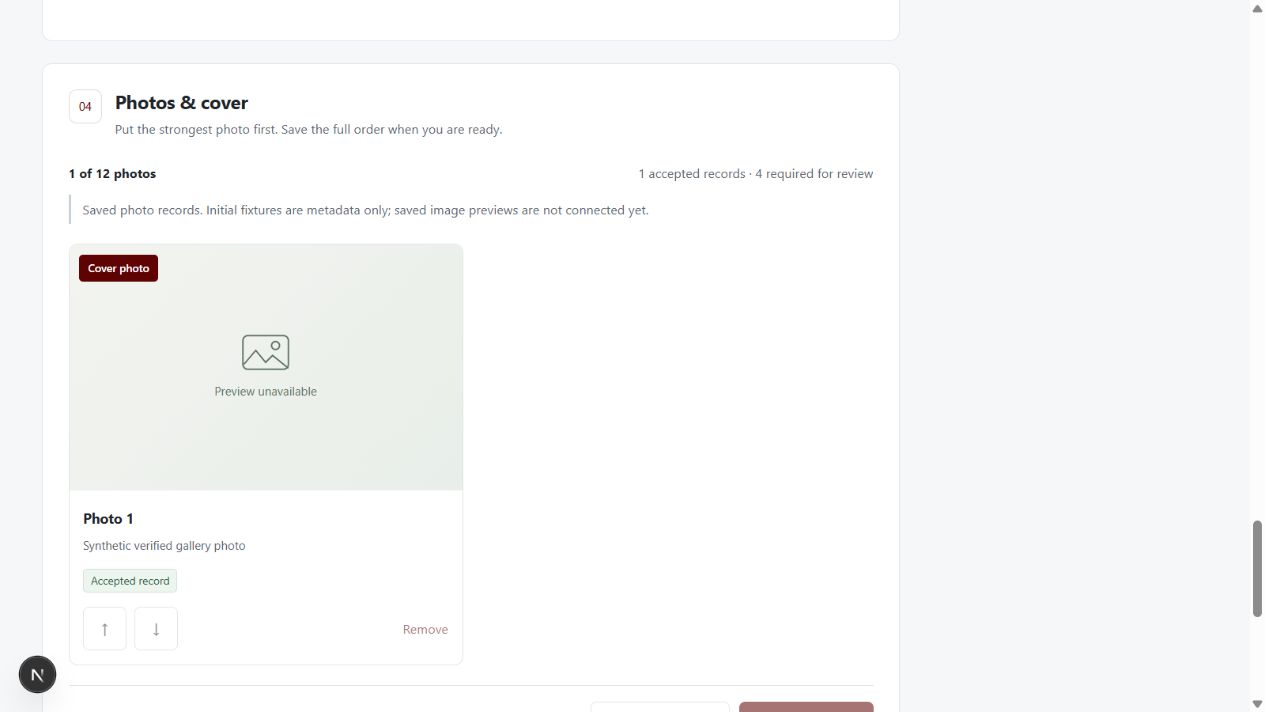 04
Photos & cover
Put the strongest photo first. Save the full order when you are ready.
1 of 12 photos
1 accepted records · 4 required for review
Saved photo records. Initial fixtures are metadata only; saved image previews are not connected yet.
Cover photo
Preview unavailable
Photo 1
Synthetic verified gallery photo
Accepted record
↑ ↓ Remove
N